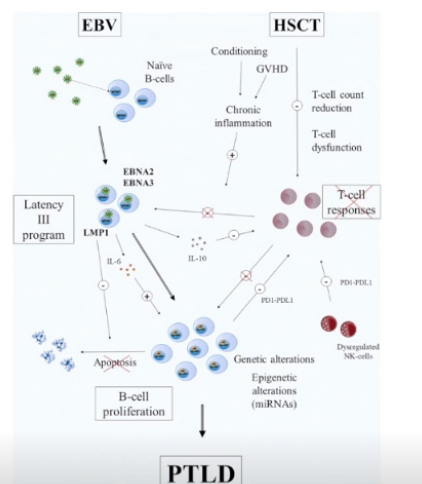 EBV
HSCT
Naïve
B-cells
Conditioning
GVHD
Chronic
inflammation
T-cell count
reduction
T-cell
dysfunction
-
+
EBNA2
EBNA3
Latency
III
program
LMP1
T-cell
responses
IL-6
IL-10
-
-
+
-
PD1-PDL1
-
PD1-PDL1
Dysregulated
NK-cells
Apoptosis
Genetic alterations
Epigenetic
alterations
(miRNAs)
B-cell
proliferation
PTLD